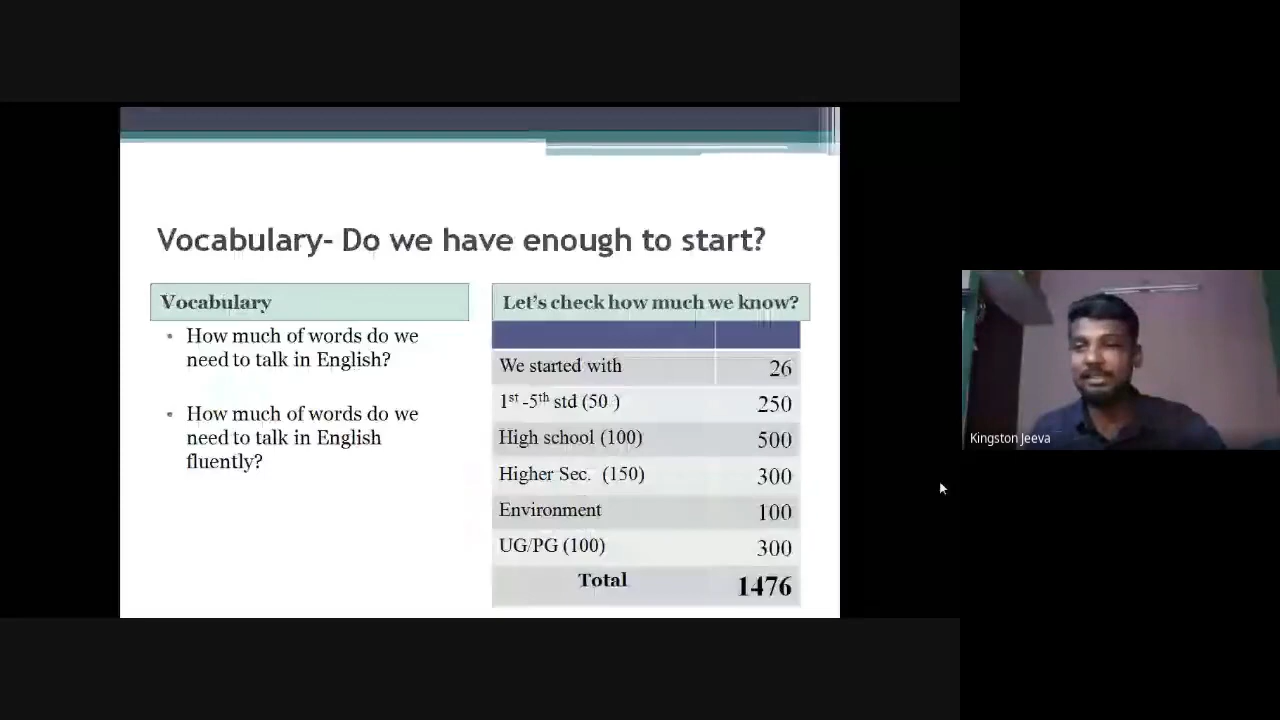 Vocabulary- Do we have enough to start?
Vocabulary
• How much of words do we
need to talk in English?
• How much of words do we
need to talk in English
fluently?
Let's check how much we know?
We started with 26
1st -5th std (50 ) 250
High school (100) 500
Higher Sec. (150) 300
Environment 100
UG/PG (100) 300
Total 1476
Kingston Jeeva